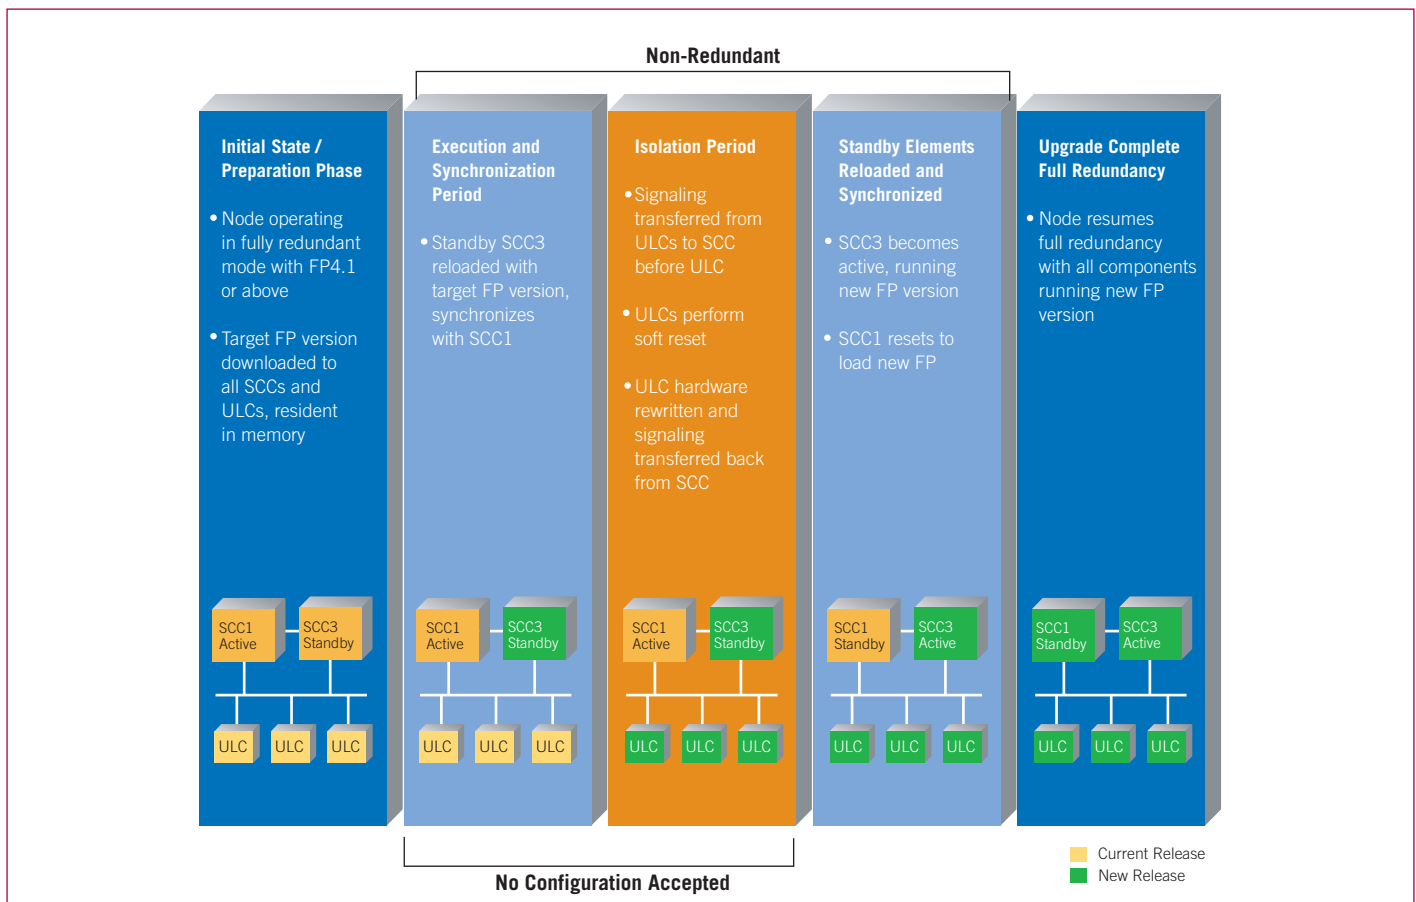 Non-Redundant
Initial State /
Preparation Phase
• Node operating
in fully redundant
mode with FP4.1
or above
• Target FP version
downloaded to
all SCCs and
ULCs, resident
in memory
SCC1
Active
SCC3
Standby
ULC
ULC
ULC
Execution and
Synchronization
Period
• Standby SCC3
reloaded with
target FP version,
synchronizes
with SCC1
SCC1
Active
SCC3
Standby
ULC
ULC
ULC
Isolation Period
• Signaling
transferred from
ULCs to SCC
before ULC
• ULCs perform
soft reset
• ULC hardware
rewritten and
signaling
transferred back
from SCC
SCC1
Active
SCC3
Standby
ULC
ULC
ULC
Standby Elements
Reloaded and
Synchronized
• SCC3 becomes
active, running
new FP version
• SCC1 resets to
load new FP
SCC1
Standby
SCC3
Active
ULC
ULC
ULC
Upgrade Complete
Full Redundancy
• Node resumes
full redundancy
with all components
running new FP
version
SCC1
Standby
SCC3
Active
ULC
ULC
ULC
No Configuration Accepted
Current Release
New Release